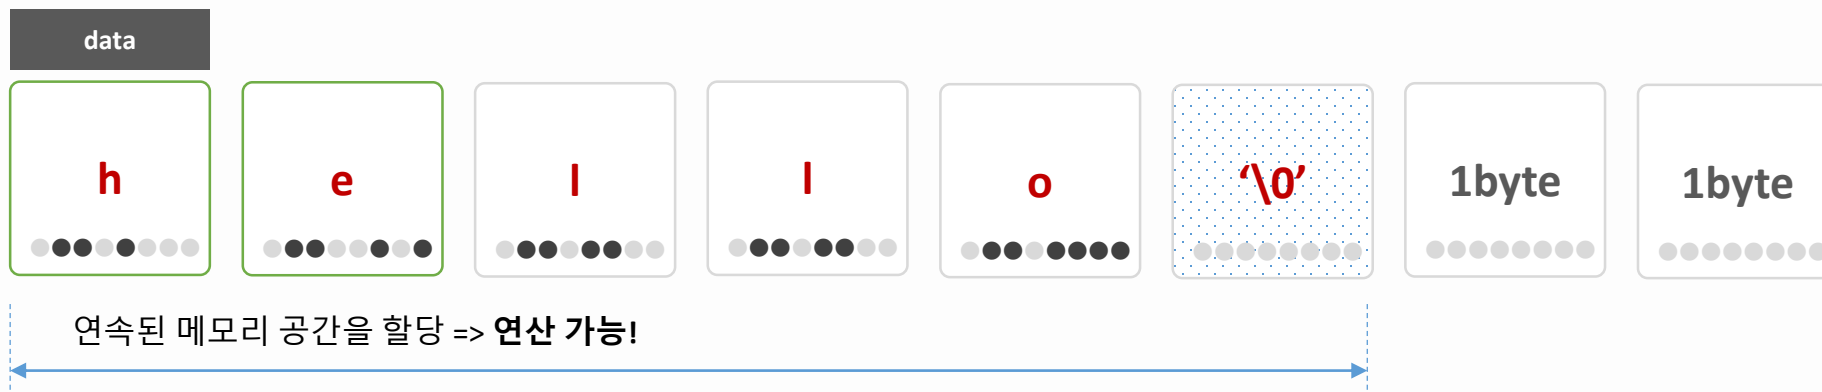 data
h e l l o ‘\0’ 1byte 1byte
연속된 메모리 공간을 할당 => 연산 가능!